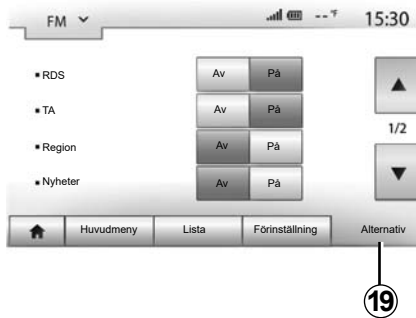 FM -- °F 15:30
RDS Av På
TA Av På
1/2
Region Av På
Nyheter Av På
Huvudmeny Lista Förinställning Alternativ
19